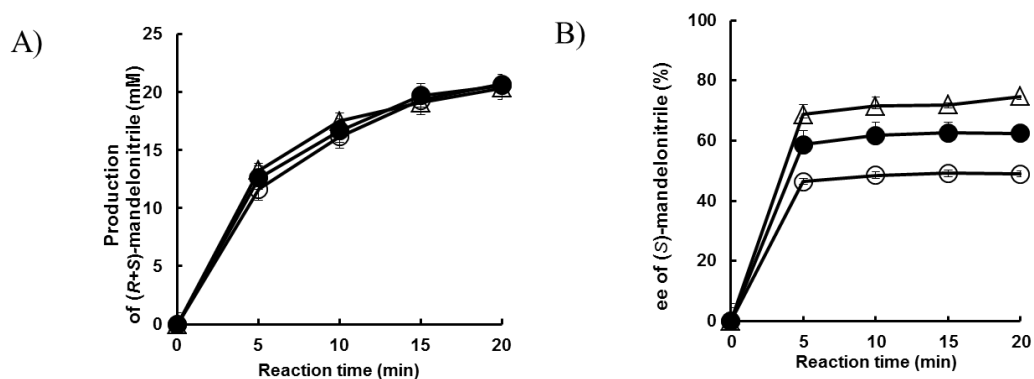 A)
Production
of (R+S)-mandelonitrile (mM)
25
20
15
10
5
0
0 5 10 15 20
Reaction time (min)
B)
ee of (S)-mandelonitrile (%)
100
80
60
40
20
0
0 5 10 15 20
Reaction time (min)